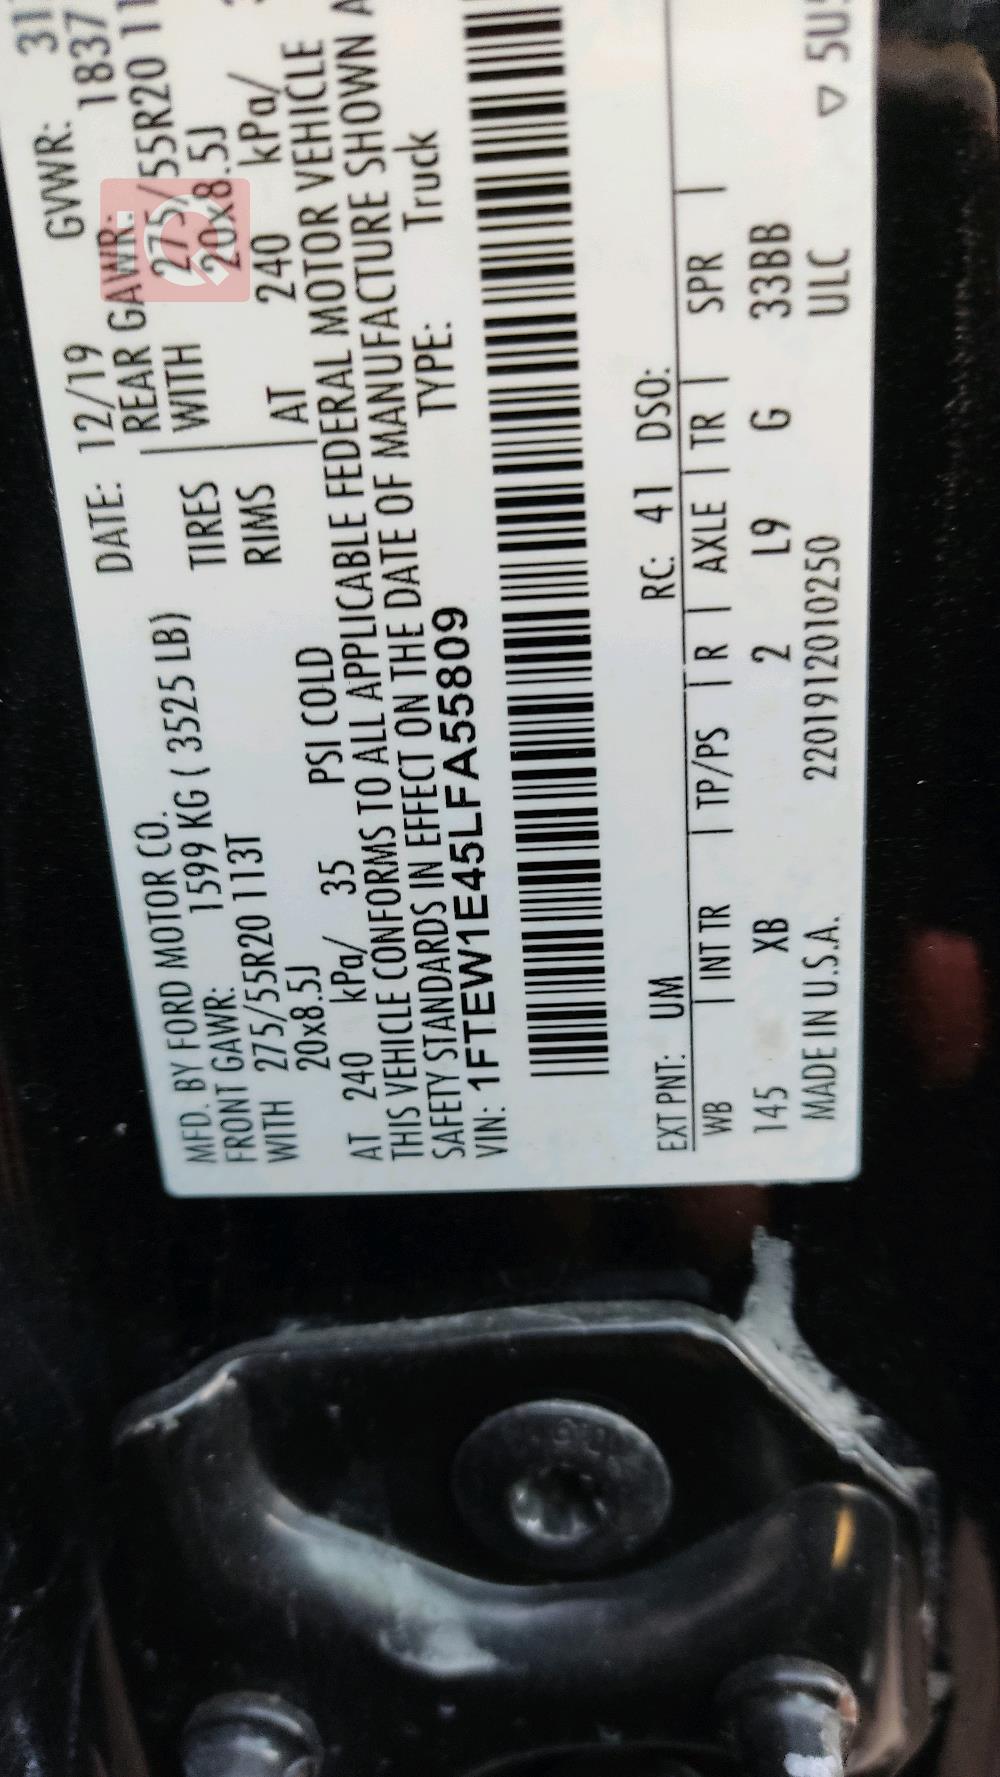 MFD. BY FORD MOTOR CO.
DATE: 12/19 GVWR:
FRONT GAWR: 1599 KG ( 3525 LB) REAR GAWR: 1837
WITH 275/55R20 113T TIRES WITH 275/55R20
20x8.5J RIMS 20x8.5J
AT 240 kPa/ 35 PSI COLD AT 240 kPa/
THIS VEHICLE CONFORMS TO ALL APPLICABLE FEDERAL MOTOR VEHICLE
SAFETY STANDARDS IN EFFECT ON THE DATE OF MANUFACTURE SHOWN
VIN: 1FTEW1E45LFA55809 TYPE: Truck
EXT PNT: UM RC: 41 DSO:
WB | INT TR | TP/PS | R | AXLE | TR | SPR |
145 XB 2 L9 G 33BB
MADE IN U.S.A. 2201912010250 ULC